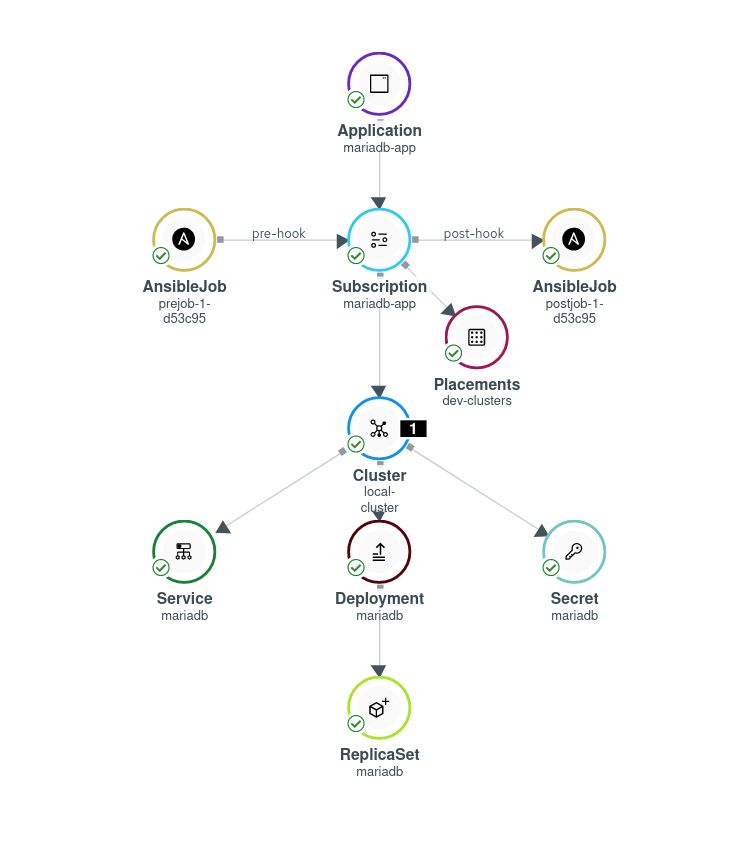 Application
mariadb-app
pre-hook
post-hook
AnsibleJob
prejob-1-
d53c95
Subscription
mariadb-app
AnsibleJob
postjob-1-
d53c95
Placements
dev-clusters
1
Cluster
local-
cluster
Service
mariadb
Deployment
mariadb
Secret
mariadb
ReplicaSet
mariadb